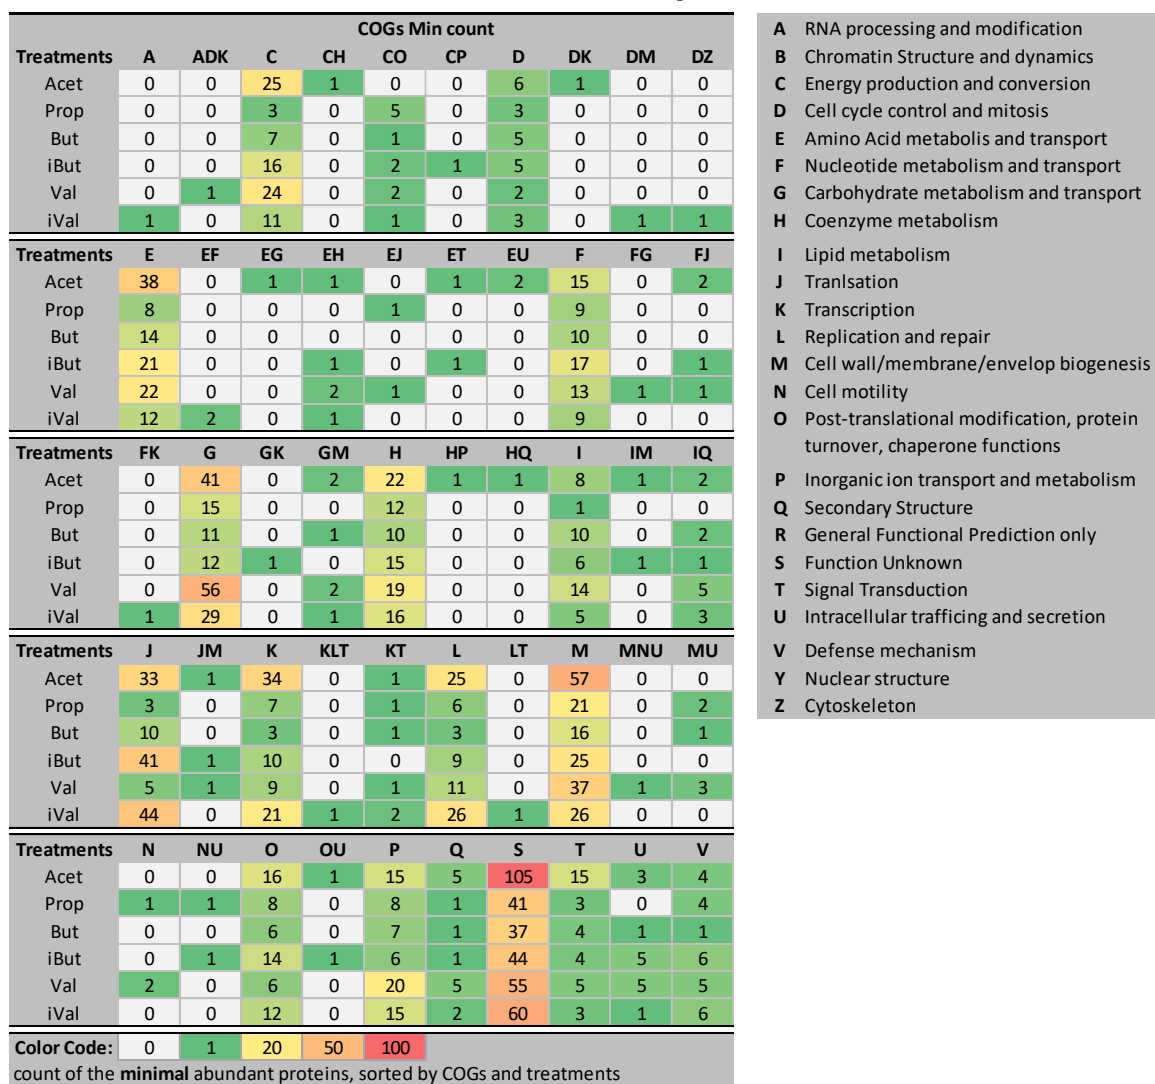 COGs Min count
Treatments A ADK C CH CO CP D DK DM DZ
Acet 0 0 25 1 0 0 6 1 0 0
Prop 0 0 3 0 5 0 3 0 0 0
But 0 0 7 0 1 0 5 0 0 0
iBut 0 0 16 0 2 1 5 0 0 0
Val 0 1 24 0 2 0 2 0 0 0
iVal 1 0 11 0 1 0 3 0 1 1
Treatments E EF EG EH EJ ET EU F FG FJ
Acet 38 0 1 1 0 1 2 15 0 2
Prop 8 0 0 0 1 0 0 9 0 0
But 14 0 0 0 0 0 0 10 0 0
iBut 21 0 0 1 0 1 0 17 0 1
Val 22 0 0 2 1 0 0 13 1 1
iVal 12 2 0 1 0 0 0 9 0 0
Treatments FK G GK GM H HP HQ I IM IQ
Acet 0 41 0 2 22 1 1 8 1 2
Prop 0 15 0 0 12 0 0 1 0 0
But 0 11 0 1 10 0 0 10 0 2
iBut 0 12 1 0 15 0 0 6 1 1
Val 0 56 0 2 19 0 0 14 0 5
iVal 1 29 0 1 16 0 0 5 0 3
Treatments J JM K KLT KT L LT M MNU MU
Acet 33 1 34 0 1 25 0 57 0 0
Prop 3 0 7 0 1 6 0 21 0 2
But 10 0 3 0 1 3 0 16 0 1
iBut 41 1 10 0 0 9 0 25 0 0
Val 5 1 9 0 1 11 0 37 1 3
iVal 44 0 21 1 2 26 1 26 0 0
Treatments N NU O OU P Q S T U V
Acet 0 0 16 1 15 5 105 15 3 4
Prop 1 1 8 0 8 1 41 3 0 4
But 0 0 6 0 7 1 37 4 1 1
iBut 0 1 14 1 6 1 44 4 5 6
Val 2 0 6 0 20 5 55 5 5 5
iVal 0 0 12 0 15 2 60 3 1 6
Color Code: 0 1 20 50 100
count of the minimal abundant proteins, sorted by COGs and treatments
A RNA processing and modification
B Chromatin Structure and dynamics
C Energy production and conversion
D Cell cycle control and mitosis
E Amino Acid metabolis and transport
F Nucleotide metabolism and transport
G Carbohydrate metabolism and transport
H Coenzyme metabolism
I Lipid metabolism
J Tranlsation
K Transcription
L Replication and repair
M Cell wall/membrane/envelop biogenesis
N Cell motility
O Post-translational modification, protein
turnover, chaperone functions
P Inorganic ion transport and metabolism
Q Secondary Structure
R General Functional Prediction only
S Function Unknown
T Signal Transduction
U Intracellular trafficing and secretion
V Defense mechanism
Y Nuclear structure
Z Cytoskeleton